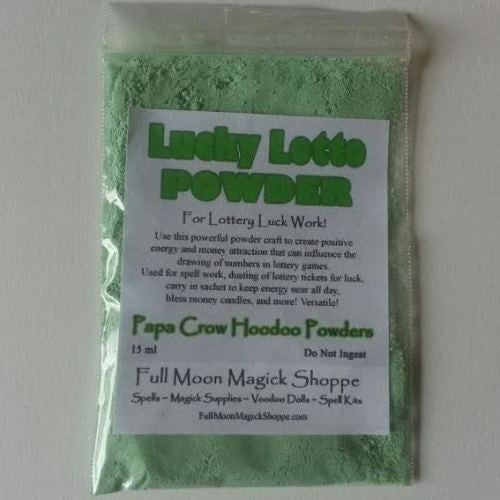 Lucky Lotto
POWDER
For Lottery Luck Work!
Use this powerful powder craft to create positive
energy and money attraction that can influence the
drawing of numbers in lottery games.
Used for spell work, dusting of lottery tickets for luck,
carry in sachet to keep energy near all day,
bless money candles, and more! Versatile!
Papa Crow Hoodoo Powders
15 ml Do Not Ingest
Full Moon Magick Shoppe
Spells ~ Magick Supplies ~ Voodoo Dolls ~ Spell Kits
FullMoonMagickShoppe.com